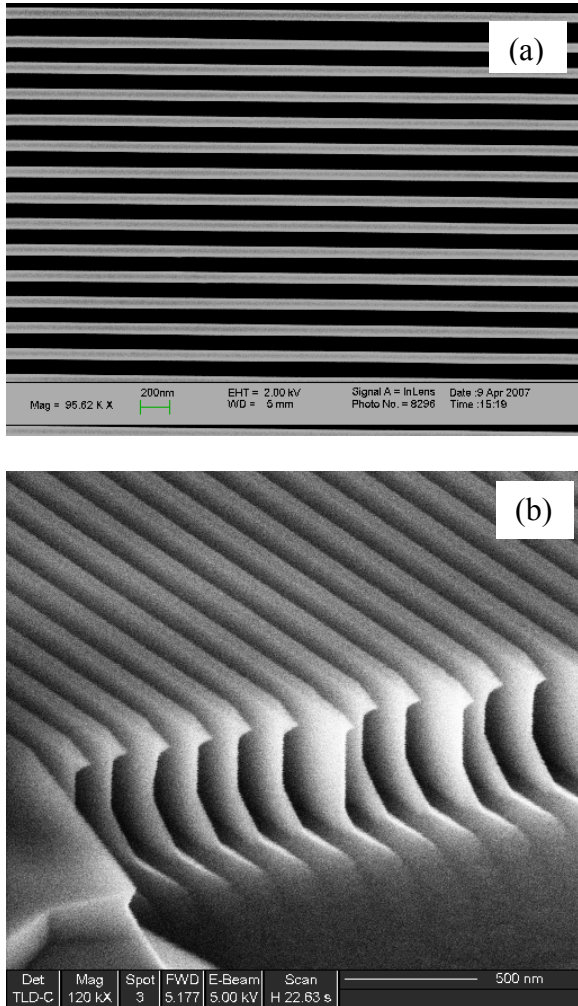 (a)
200nm EHT = 2.00 kV Signal A = InLens Date :9 Apr 2007
Mag = 95.62 K X WD = 5 mm Photo No. = 8296 Time :15:19
(b)
Det Mag Spot FWD E-Beam Scan 500 nm
TLD-C 120 kX 3 5.177 5.00 kV H 22.63 s